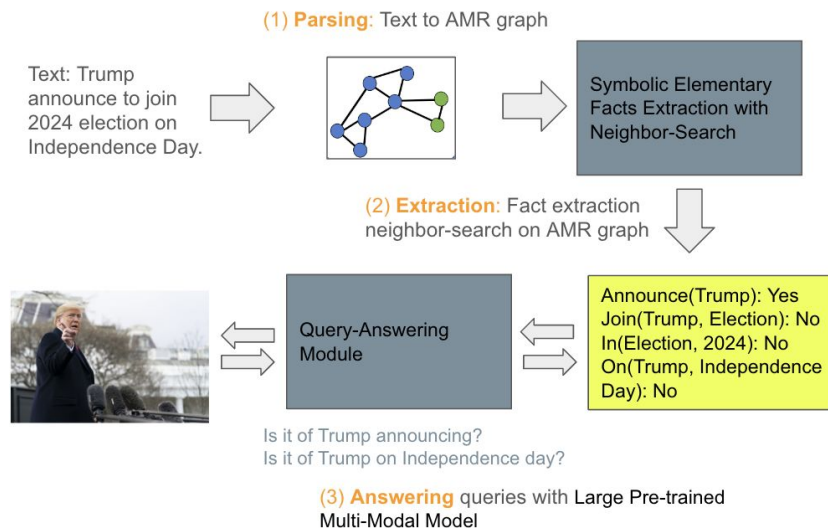 (1) Parsing: Text to AMR graph
Text: Trump
announce to join
2024 election on
Independence Day.
Symbolic Elementary
Facts Extraction with
Neighbor-Search
(2) Extraction: Fact extraction
neighbor-search on AMR graph
Query-Answering
Module
Announce(Trump): Yes
Join(Trump, Election): No
In(Election, 2024): No
On(Trump, Independence
Day): No
Is it of Trump announcing?
Is it of Trump on Independence day?
(3) Answering queries with Large Pre-trained
Multi-Modal Model